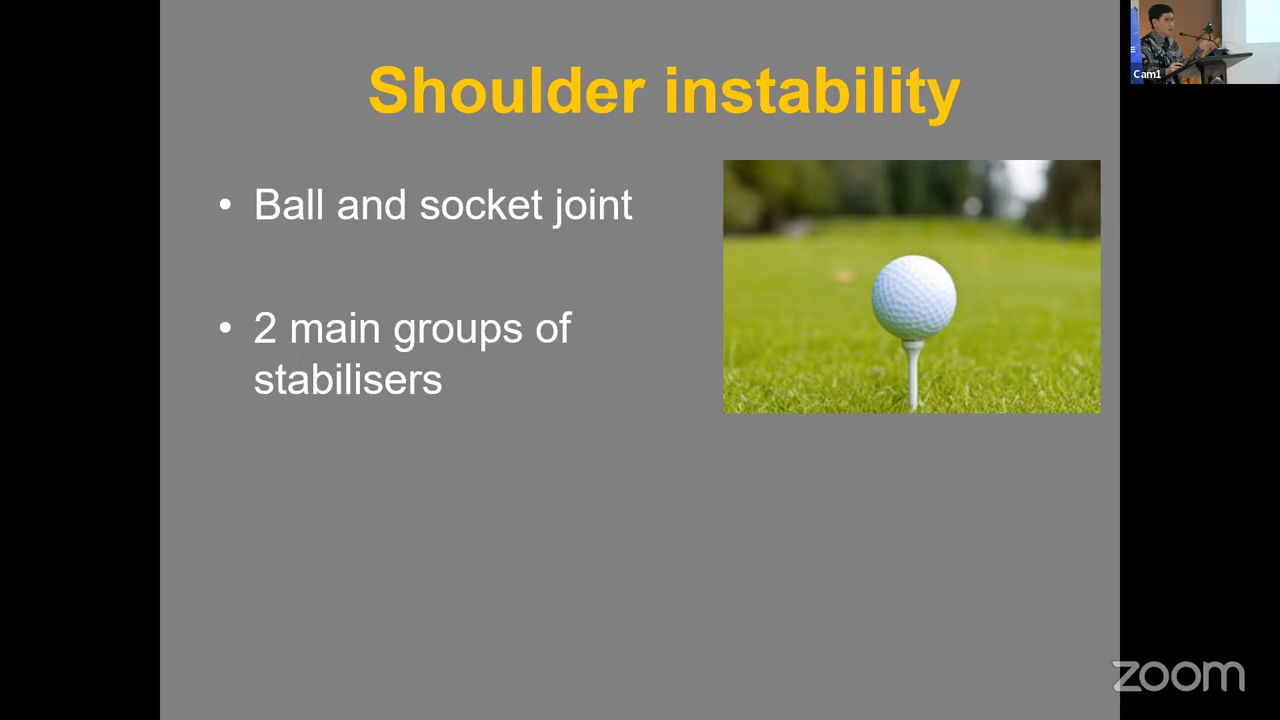 Shoulder instability
• Ball and socket joint
• 2 main groups of
stabilisers
Cam1
zoom